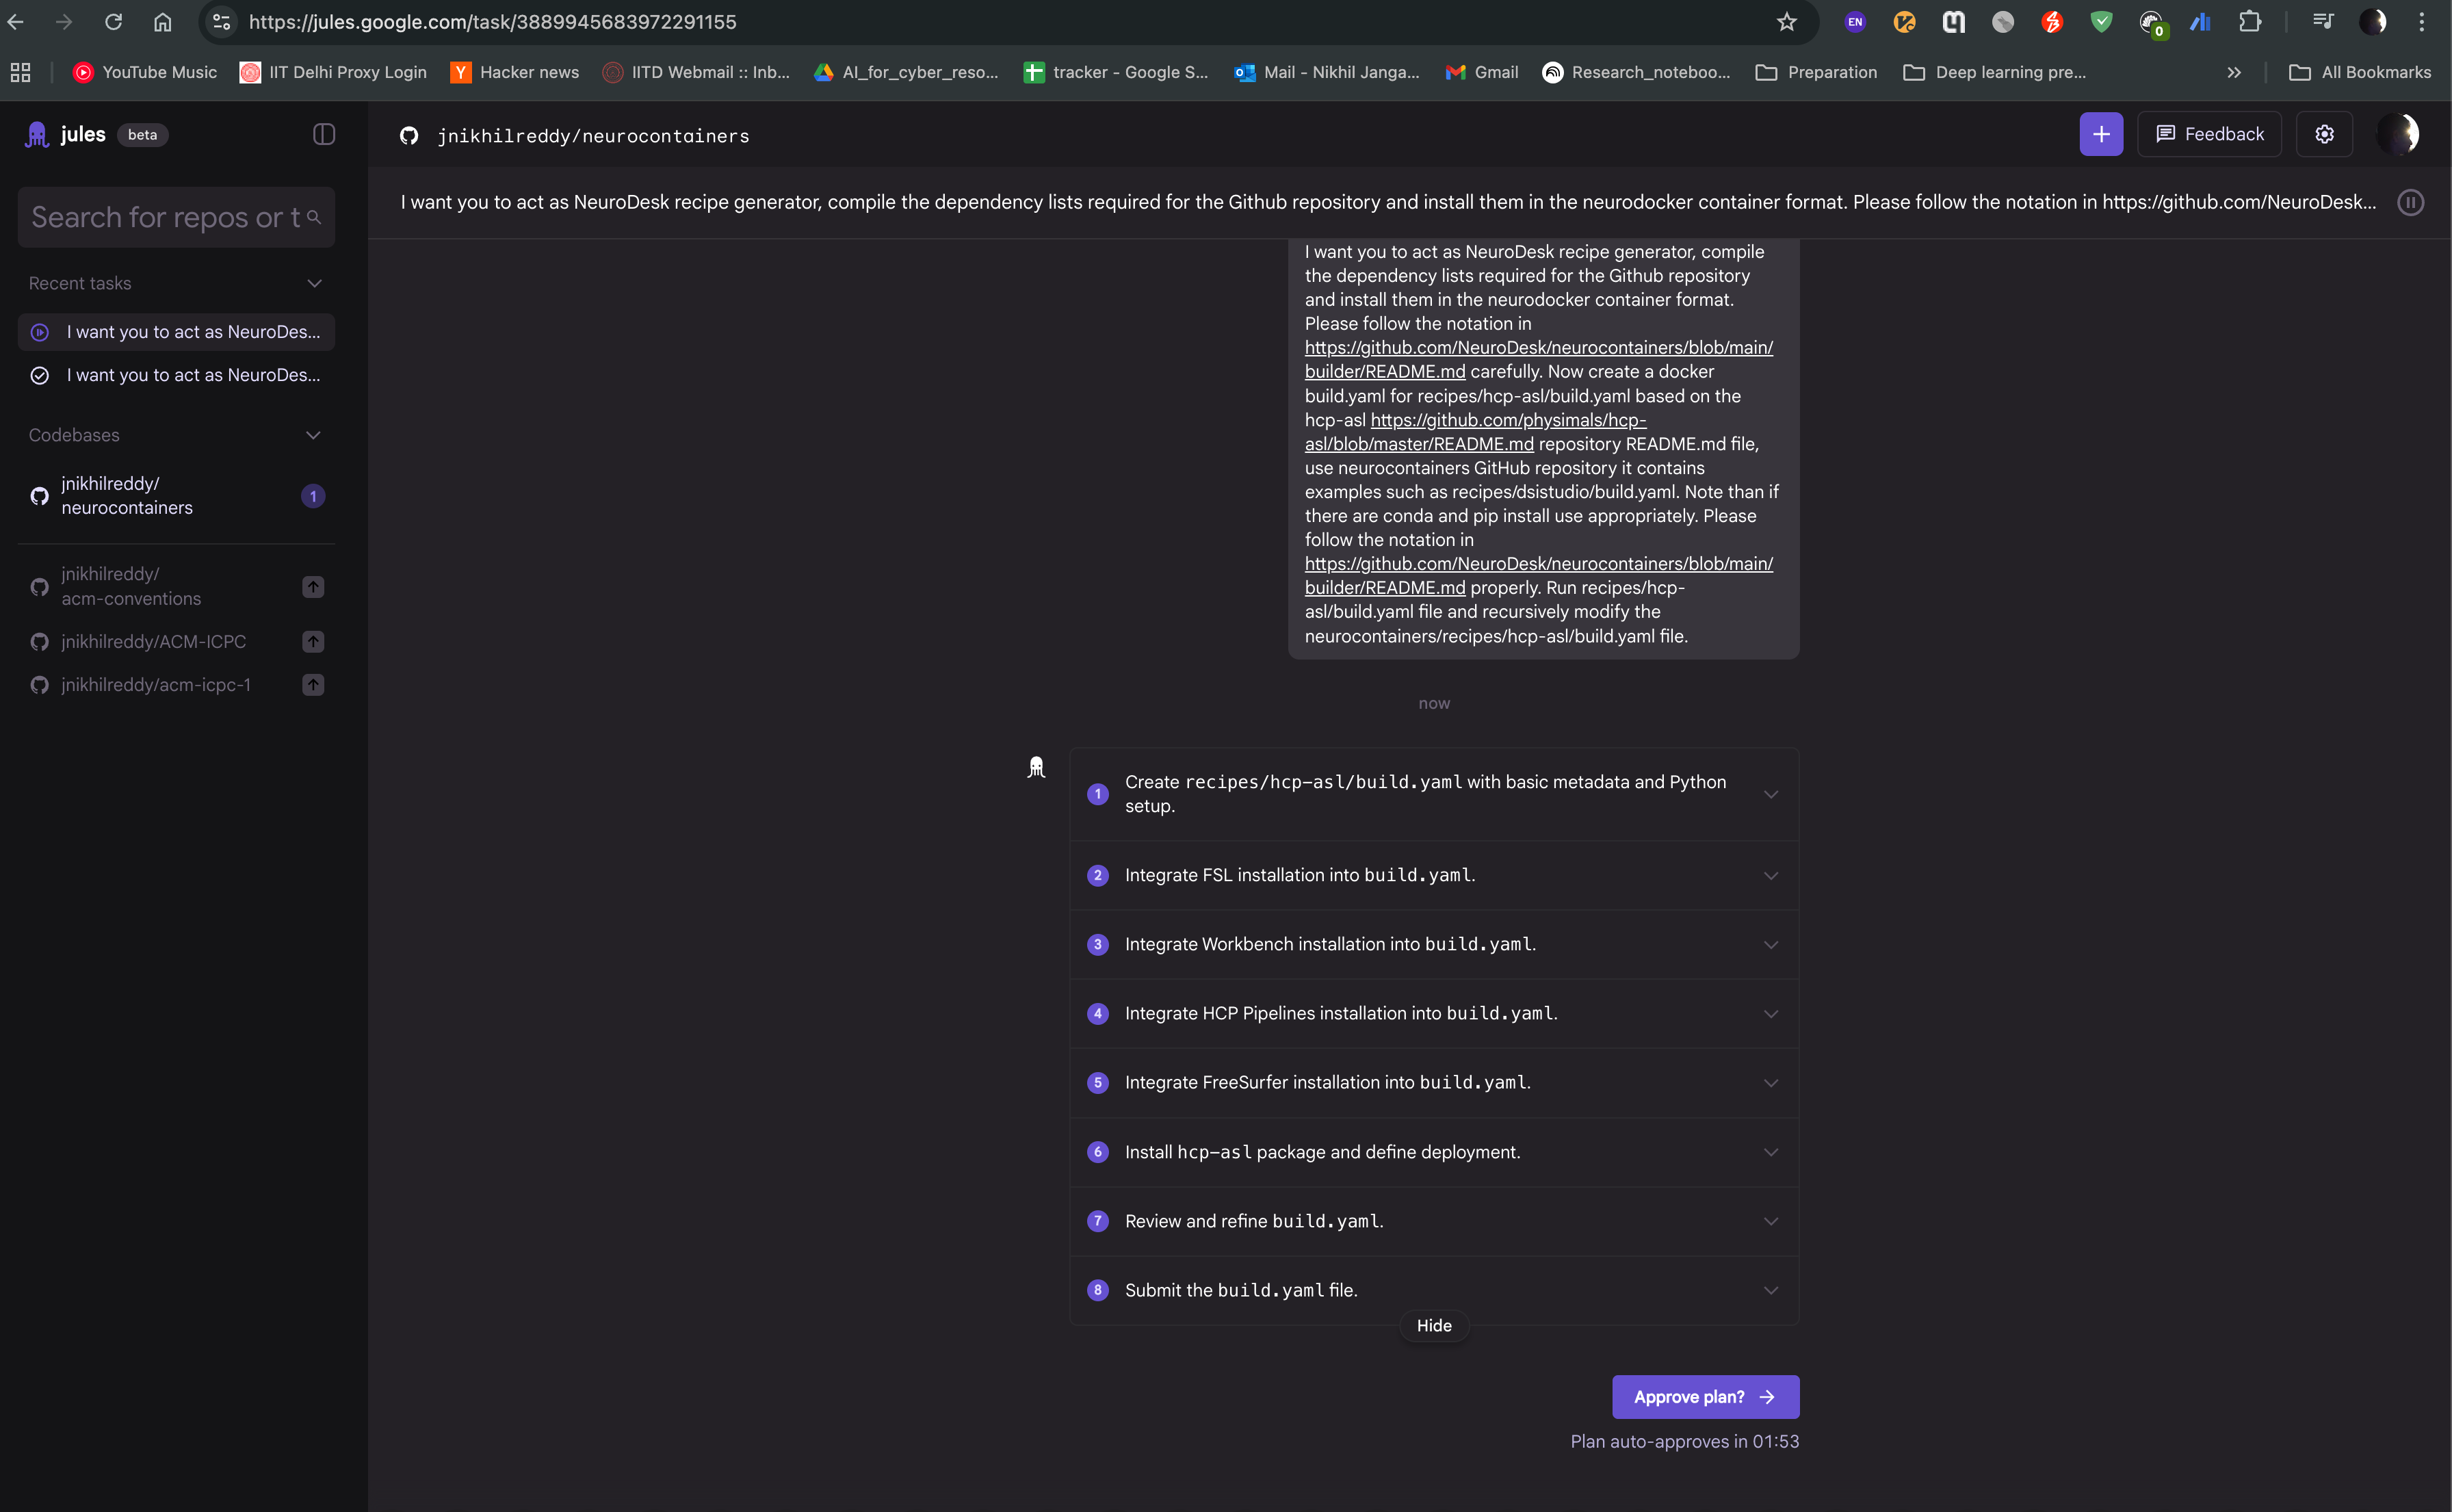 https://jules.google.com/task/3889945683972291155
EN
0
YouTube Music
IIT Delhi Proxy Login
Y Hacker news
IITD Webmail :: Inb...
AI_for_cyber_reso...
tracker - Google S...
Mail - Nikhil Janga...
Gmail
Research_noteboo...
Preparation
Deep learning pre...
All Bookmarks
jules beta
jnikhilreddy/neurocontainers
Feedback
Search for repos or t
I want you to act as NeuroDesk recipe generator, compile the dependency lists required for the Github repository and install them in the neurodocker container format. Please follow the notation in https://github.com/NeuroDesk...
Recent tasks
I want you to act as NeuroDes...
I want you to act as NeuroDes...
Codebases
jnikhilreddy/
neurocontainers
1
jnikhilreddy/
acm-conventions
jnikhilreddy/ACM-ICPC
jnikhilreddy/acm-icpc-1
I want you to act as NeuroDesk recipe generator, compile
the dependency lists required for the Github repository
and install them in the neurodocker container format.
Please follow the notation in
https://github.com/NeuroDesk/neurocontainers/blob/main/
builder/README.md carefully. Now create a docker
build.yaml for recipes/hcp-asl/build.yaml based on the
hcp-asl https://github.com/physimals/hcp-
asl/blob/master/README.md repository README.md file,
use neurocontainers GitHub repository it contains
examples such as recipes/dsistudio/build.yaml. Note than if
there are conda and pip install use appropriately. Please
follow the notation in
https://github.com/NeuroDesk/neurocontainers/blob/main/
builder/README.md properly. Run recipes/hcp-
asl/build.yaml file and recursively modify the
neurocontainers/recipes/hcp-asl/build.yaml file.
now
1 Create recipes/hcp-asl/build.yaml with basic metadata and Python
setup.
2 Integrate FSL installation into build.yaml.
3 Integrate Workbench installation into build.yaml.
4 Integrate HCP Pipelines installation into build.yaml.
5 Integrate FreeSurfer installation into build.yaml.
6 Install hcp-asl package and define deployment.
7 Review and refine build.yaml.
8 Submit the build.yaml file.
Hide
Approve plan?
Plan auto-approves in 01:53